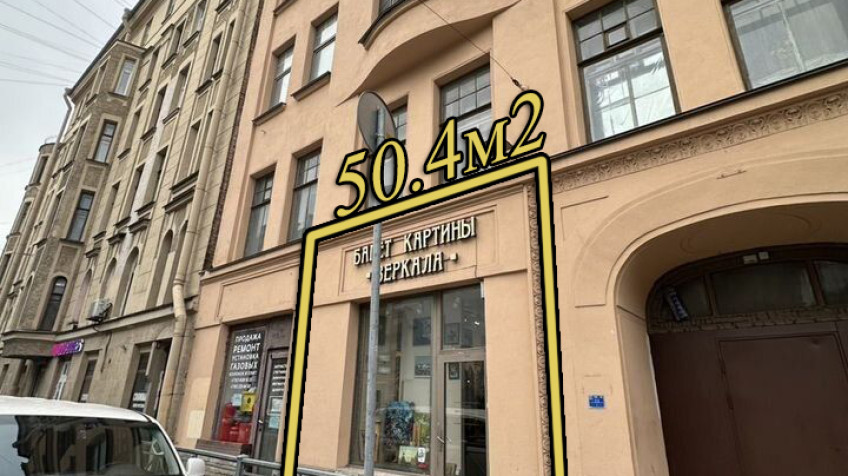 50.4м2
БАГЕТ КАРТИНЫ
ЗЕРКАЛА
ПРОДАЖА
РЕМОНТ
УСТАНОВКА
ГАЗОВЫХ